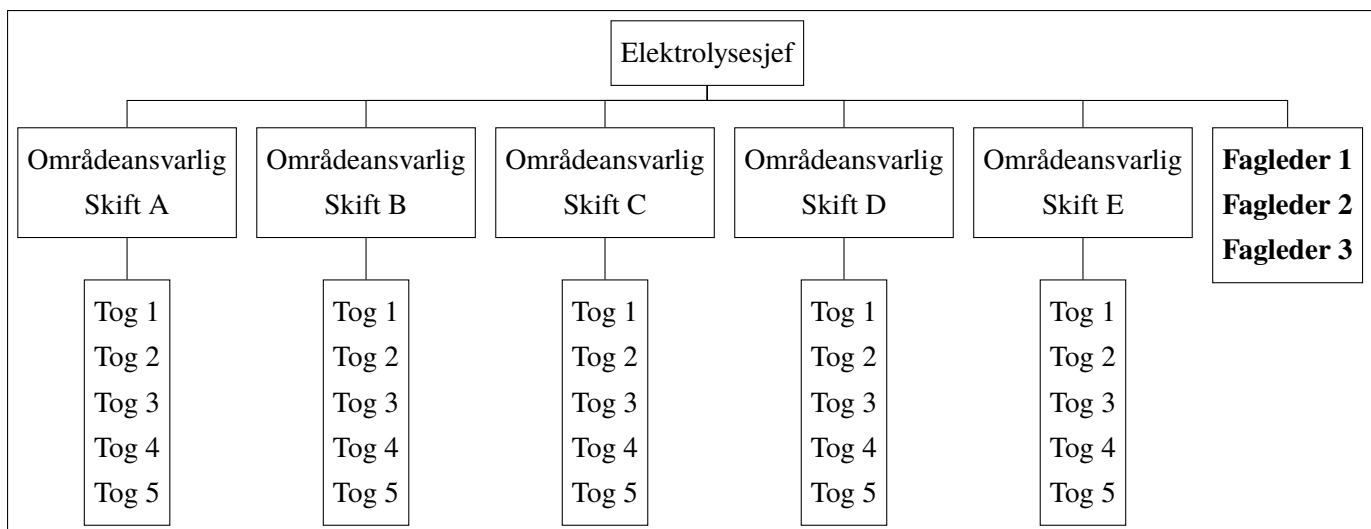 Elektrolysesjef
Områdeansvarlig
Skift A
Områdeansvarlig
Skift B
Områdeansvarlig
Skift C
Områdeansvarlig
Skift D
Områdeansvarlig
Skift E
Fagleder 1
Fagleder 2
Fagleder 3
Tog 1
Tog 2
Tog 3
Tog 4
Tog 5
Tog 1
Tog 2
Tog 3
Tog 4
Tog 5
Tog 1
Tog 2
Tog 3
Tog 4
Tog 5
Tog 1
Tog 2
Tog 3
Tog 4
Tog 5
Tog 1
Tog 2
Tog 3
Tog 4
Tog 5